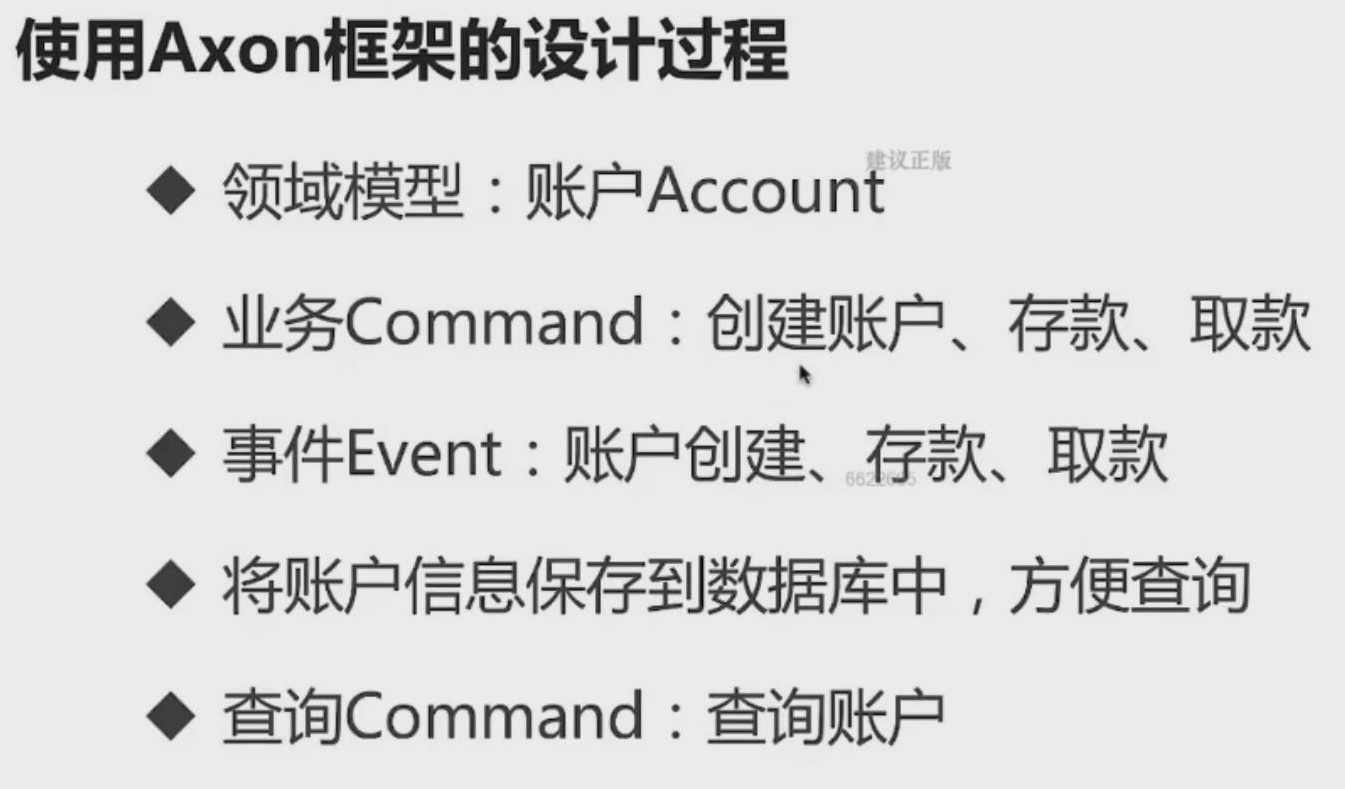 使用Axon框架的设计过程
建议正版
◆ 领域模型：账户Account
◆ 业务Command：创建账户、存款、取款
◆ 事件Event：账户创建、存款、取款
◆ 将账户信息保存到数据库中，方便查询
◆ 查询Command：查询账户